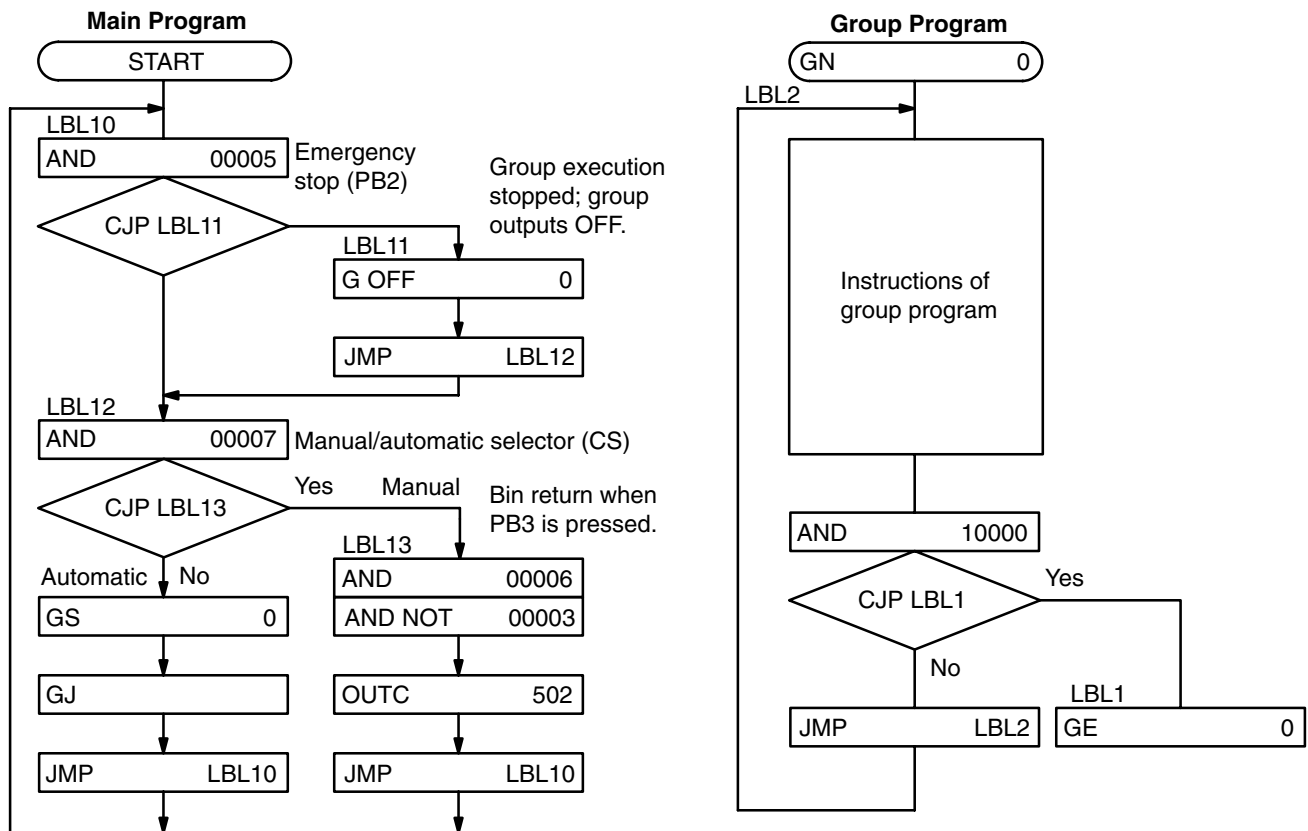 Main Program
START
LBL10
AND 00005
Emergency
stop (PB2)
CJP LBL11
Group execution
stopped; group
outputs OFF.
LBL11
G OFF 0
JMP LBL12
LBL12
AND 00007
Manual/automatic selector (CS)
CJP LBL13
Yes Manual
Bin return when
PB3 is pressed.
Automatic No
LBL13
AND 00006
AND NOT 00003
GS 0
GJ
OUTC 502
JMP LBL10
JMP LBL10
Group Program
GN 0
LBL2
Instructions of
group program
AND 10000
CJP LBL1
Yes
No
LBL1
JMP LBL2
GE 0